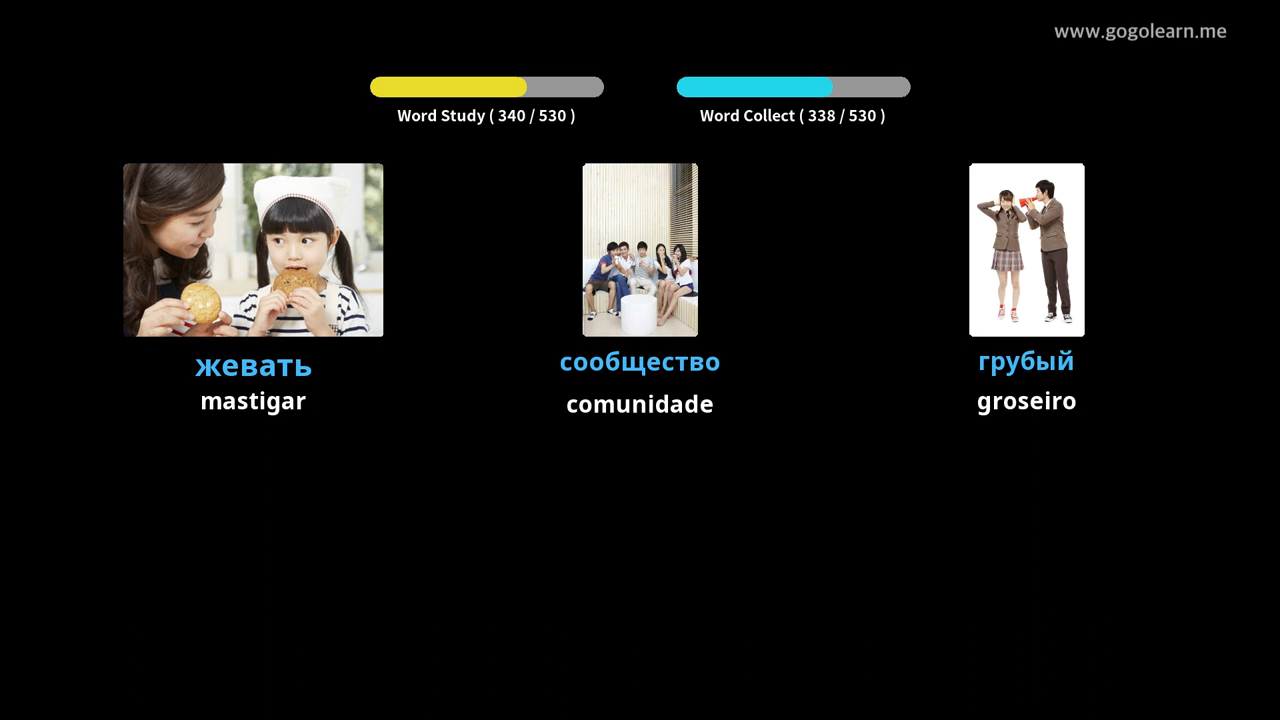 www.gogolearn.me
Word Study ( 340 / 530 )
Word Collect ( 338 / 530 )
жевать
mastigar
сообщество
comunidade
грубый
groseiro